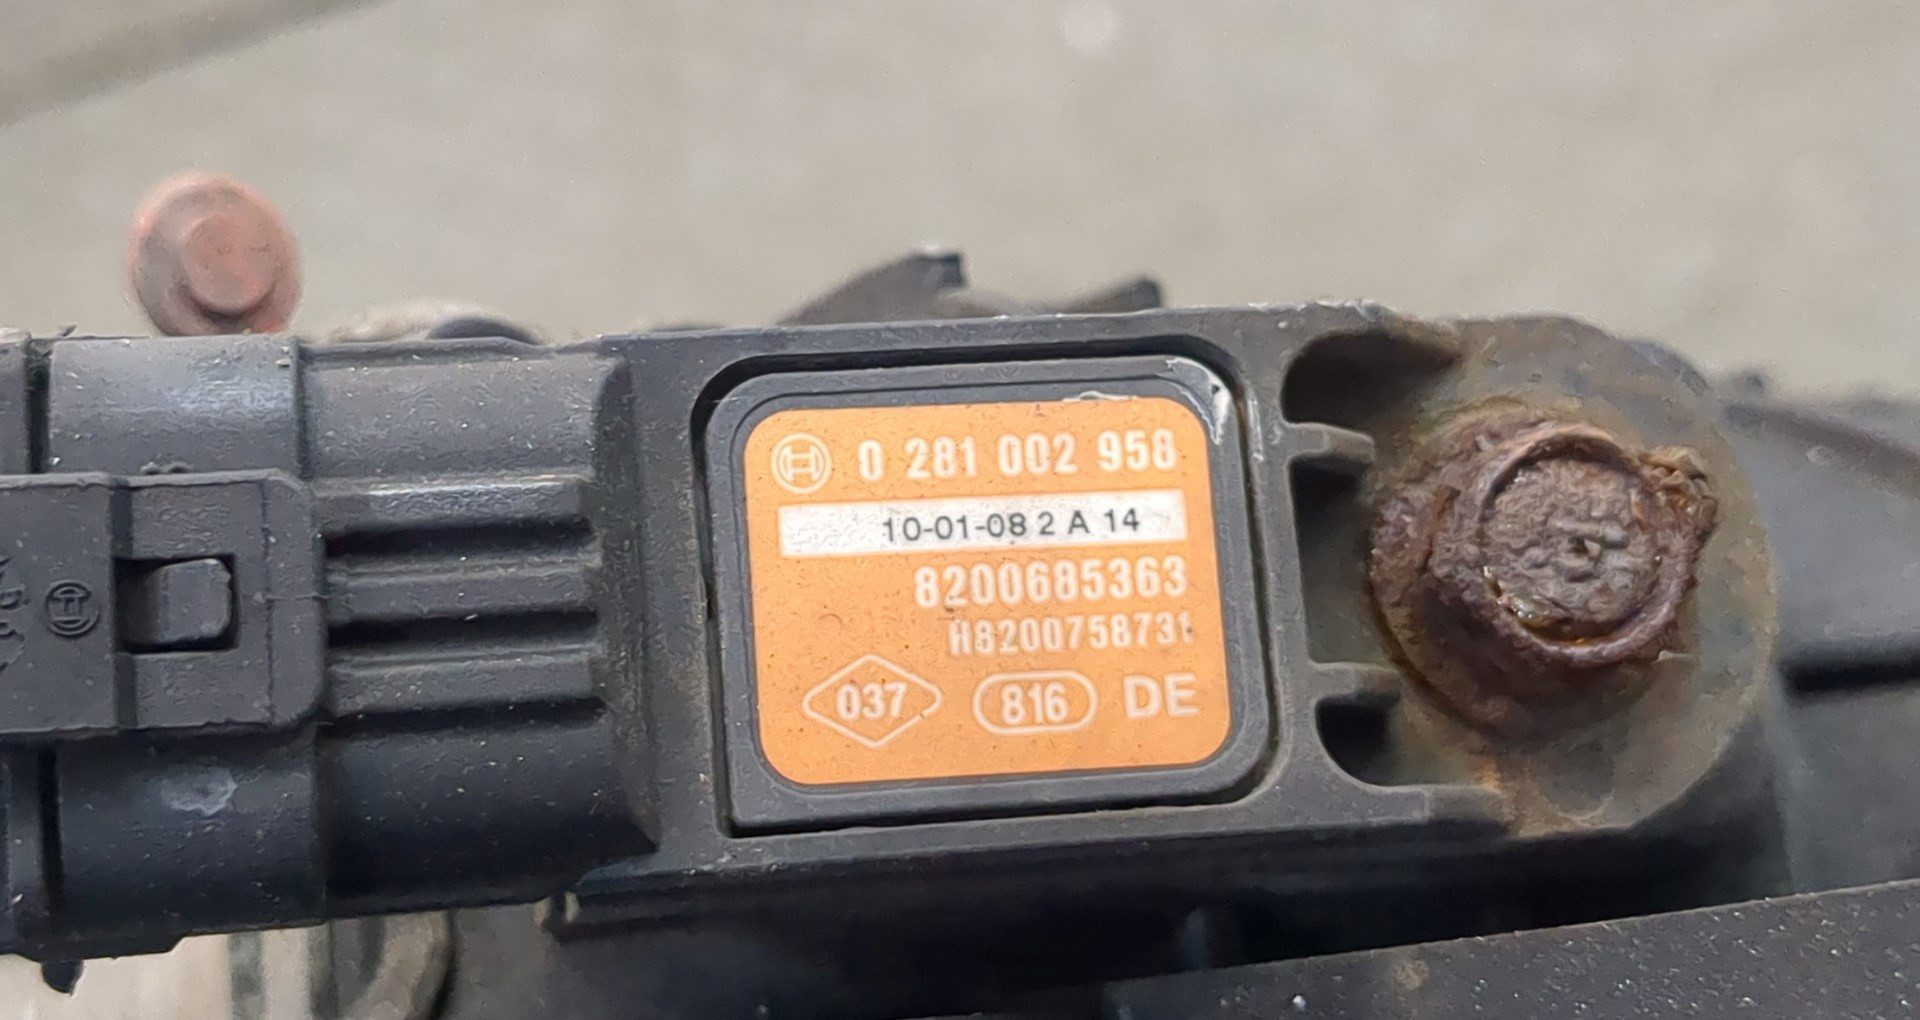 0 281 002 958
10-01-08 2 A 14
8200685363
H8200758731
037 816 DE